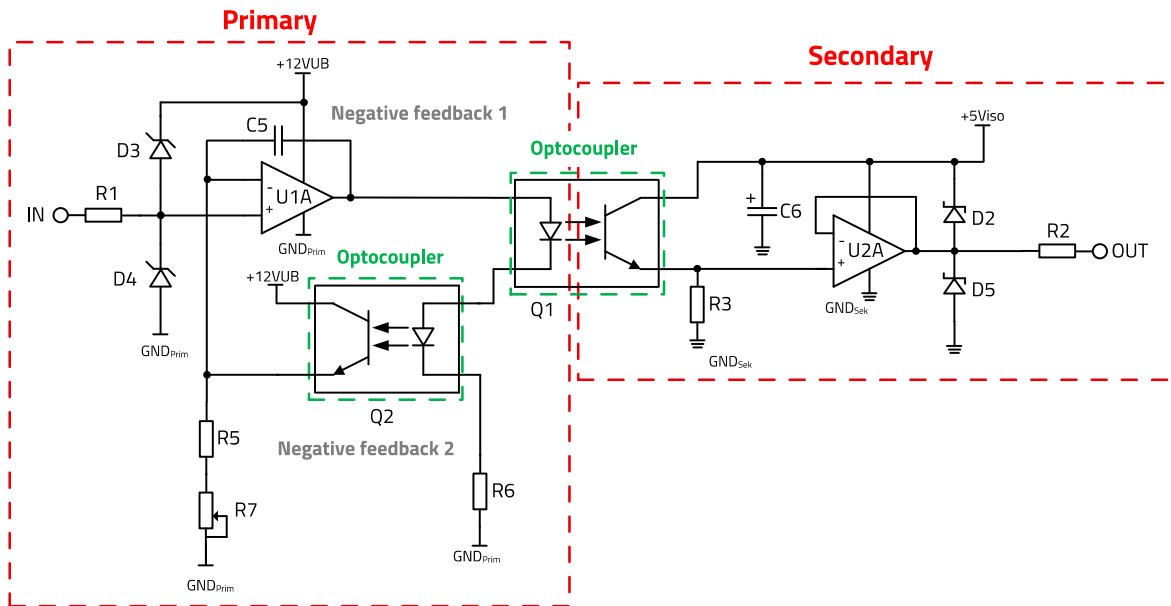 Primary
Secondary
+12VUB
Negative feedback 1
C5
D3
+5Viso
Optocoupler
-
U1A
+
R1
IN
C6
+
D2
-
U2A
+
R2
OUT
GNDPrim
Optocoupler
+12VUB
D4
Q1
R3
D5
GNDSek
GNDPrim
GNDSek
Q2
R5
Negative feedback 2
R6
R7
GNDPrim
GNDPrim